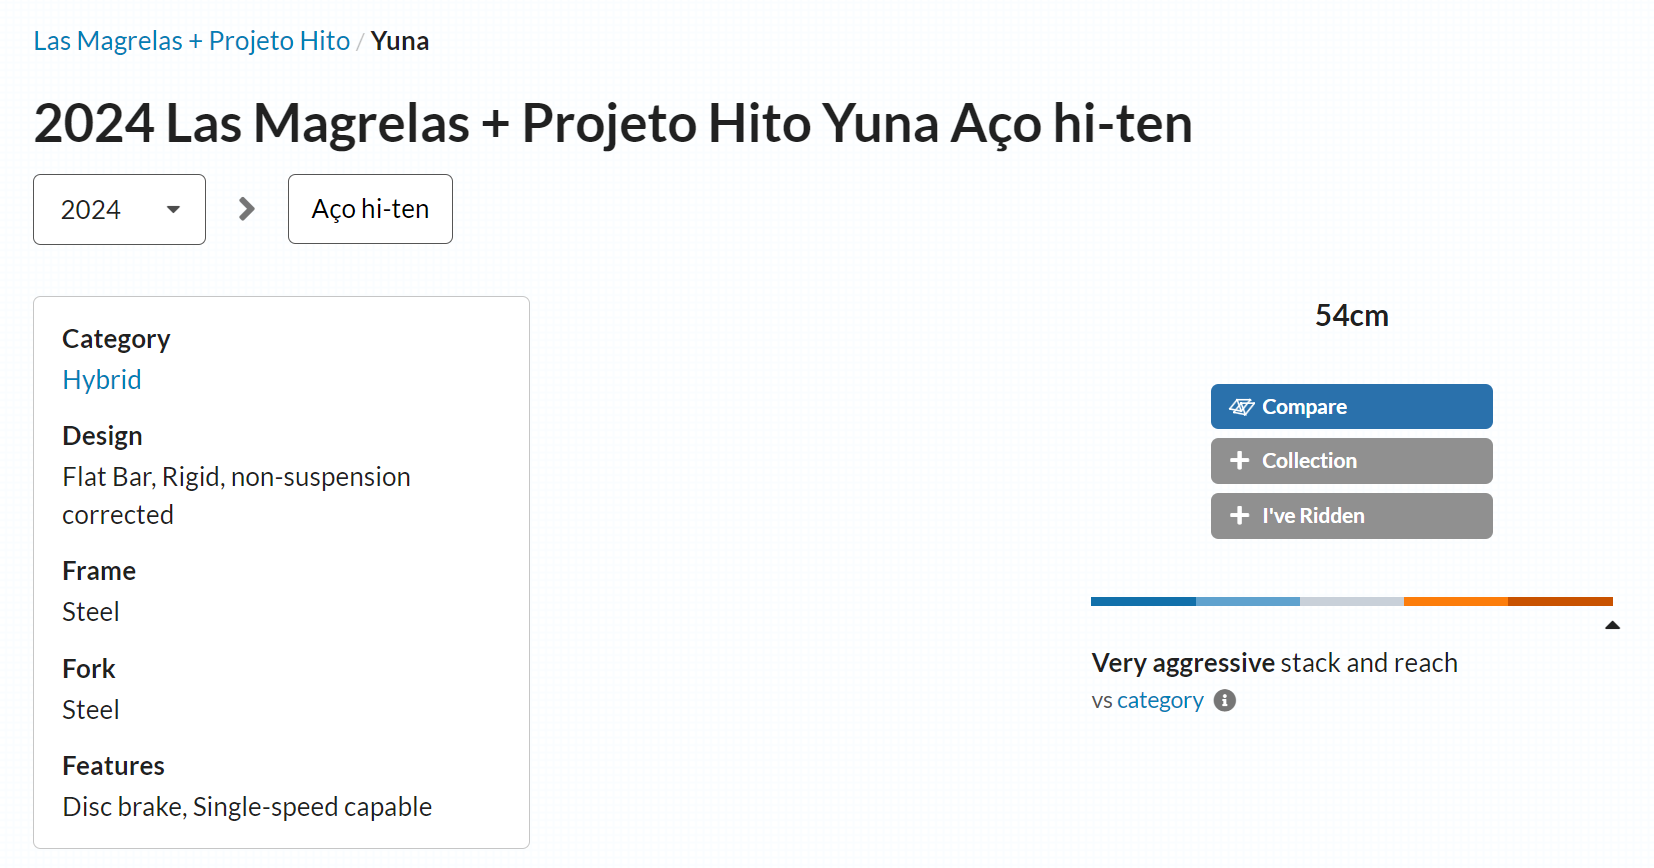 Las Magrelas + Projeto Hito / Yuna
2024 Las Magrelas + Projeto Hito Yuna Aço hi-ten
2024
Aço hi-ten
Category
Hybrid
Design
Flat Bar, Rigid, non-suspension
corrected
Frame
Steel
Fork
Steel
Features
Disc brake, Single-speed capable
54cm
Compare
Collection
I've Ridden
Very aggressive stack and reach
vs category